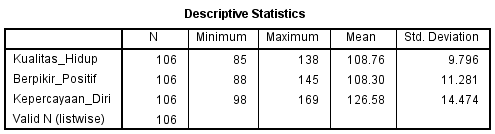 Descriptive Statistics
N Minimum Maximum Mean Std. Deviation
Kualitas_Hidup 106 85 138 108.76 9.796
Berpikir_Positif 106 88 145 108.30 11.281
Kepercayaan_Diri 106 98 169 126.58 14.474
Valid N (listwise) 106